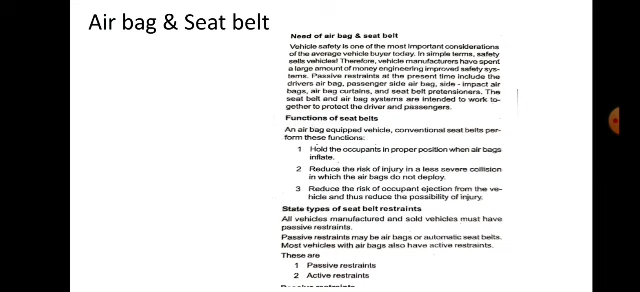 Air bag & Seat belt
Need of air bag & seat belt
Vehicle safety is one of the most important considerations
of the average vehicle buyer today. In simple terms, safety
sells vehicles! Therefore, vehicle manufacturers have spent
a large amount of money engineering improved safety sys-
tems. Passive restraints at the present time include the
drivers air bag, passenger side air bag, side - impact air
bags, air bag curtains, and seat belt pretensioners. The
seat belt and air bag systems are intended to work to-
gether to protect the driver and passengers.
Functions of seat belts
An air bag equipped vehicle, conventional seat belts per-
form these functions:
1 Hold the occupants in proper position when air bags
inflate.
2 Reduce the risk of injury in a less severe collision
in which the air bags do not deploy.
3 Reduce the risk of occupant ejection from the ve-
hicle and thus reduce the possibility of injury.
State types of seat belt restraints
All vehicles manufactured and sold vehicles must have
passive restraints.
Passive restraints may be air bags or automatic seat belts.
Most vehicles with air bags also have active restraints.
These are
1 Passive restraints
2 Active restraints